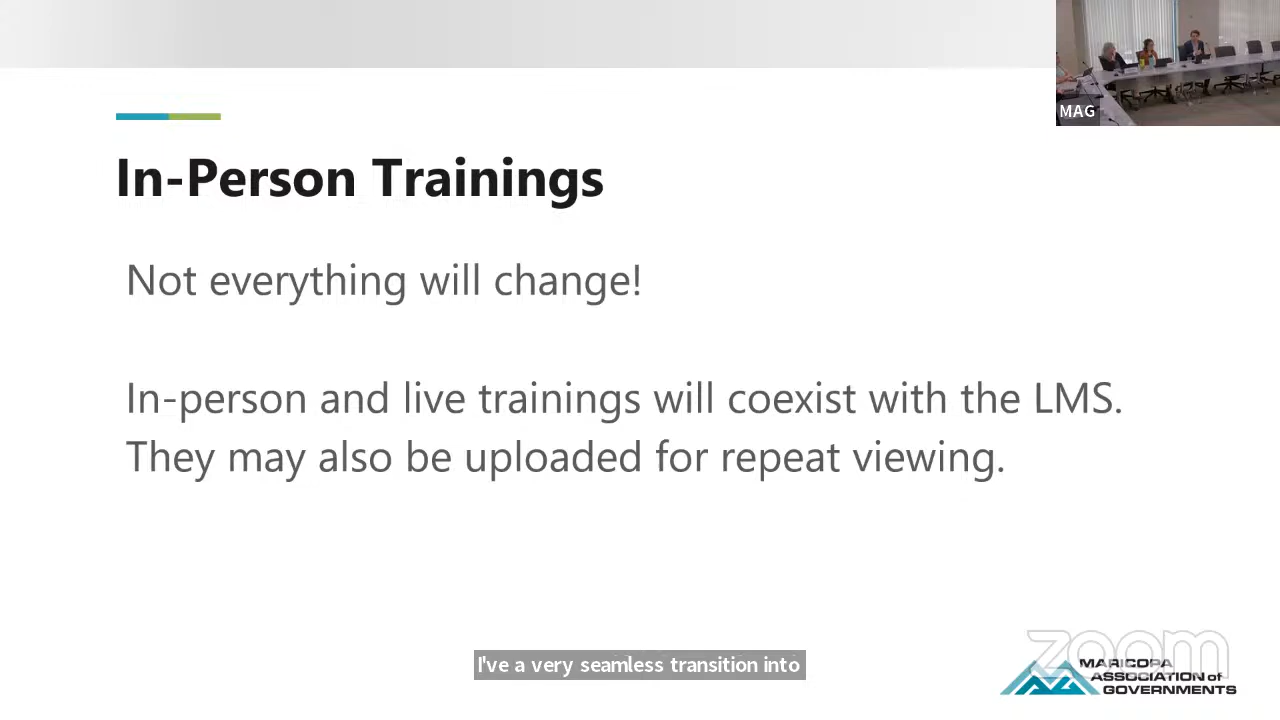 MAG
In-Person Trainings
Not everything will change!
In-person and live trainings will coexist with the LMS.
They may also be uploaded for repeat viewing.
I've a very seamless transition into
zoom
MARICOPA
ASSOCIATION of
GOVERNMENTS